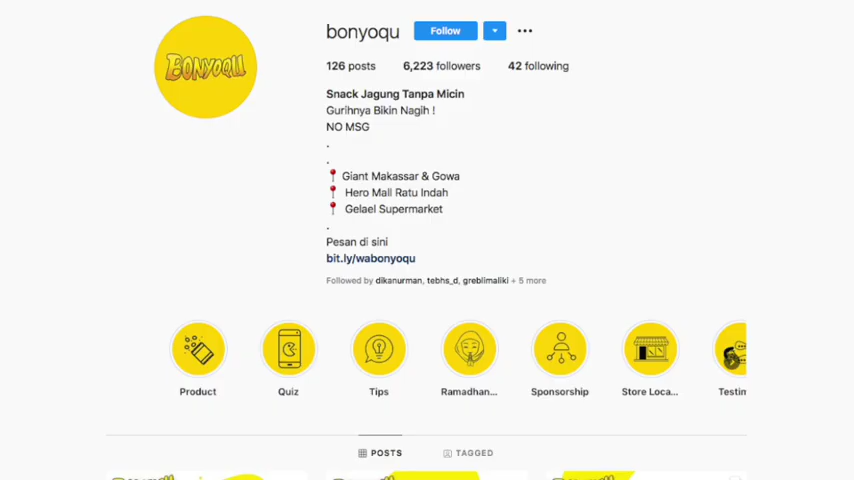 BONYOQU
bonyoqu Follow
126 posts 6,223 followers 42 following
Snack Jagung Tanpa Micin
Gurihnya Bikin Nagih !
NO MSG
.
.
Giant Makassar & Gowa
Hero Mall Ratu Indah
Gelael Supermarket
.
Pesan di sini
bit.ly/wabonyoqu
Followed by dikanurman, tebhs_d, greblimaliki + 5 more
Product Quiz Tips Ramadhan... Sponsorship Store Loca... Testim
POSTS TAGGED